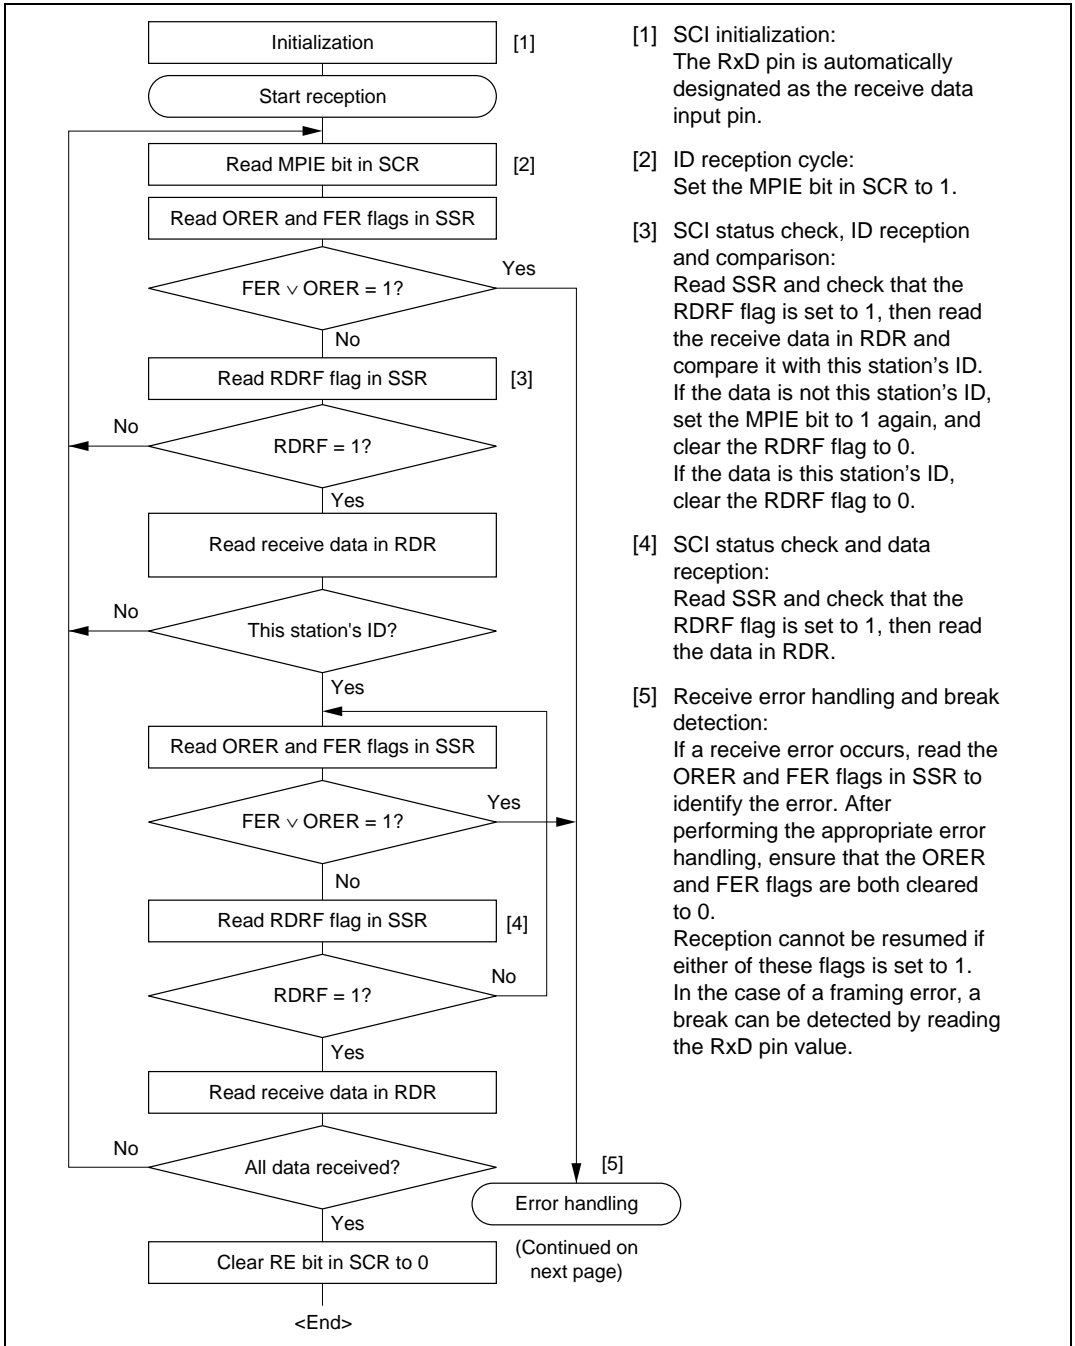 Initialization
[1]
Start reception
Read MPIE bit in SCR
[2]
Read ORER and FER flags in SSR
Yes
FER ∨ ORER = 1?
No
Read RDRF flag in SSR
[3]
No
RDRF = 1?
Yes
Read receive data in RDR
No
This station's ID?
Yes
Read ORER and FER flags in SSR
Yes
FER ∨ ORER = 1?
No
Read RDRF flag in SSR
[4]
No
RDRF = 1?
Yes
Read receive data in RDR
No
All data received?
[5]
Error handling
Yes
(Continued on
next page)
Clear RE bit in SCR to 0
<End>
[1] SCI initialization:
The RxD pin is automatically
designated as the receive data
input pin.
[2] ID reception cycle:
Set the MPIE bit in SCR to 1.
[3] SCI status check, ID reception
and comparison:
Read SSR and check that the
RDRF flag is set to 1, then read
the receive data in RDR and
compare it with this station's ID.
If the data is not this station's ID,
set the MPIE bit to 1 again, and
clear the RDRF flag to 0.
If the data is this station's ID,
clear the RDRF flag to 0.
[4] SCI status check and data
reception:
Read SSR and check that the
RDRF flag is set to 1, then read
the data in RDR.
[5] Receive error handling and break
detection:
If a receive error occurs, read the
ORER and FER flags in SSR to
identify the error. After
performing the appropriate error
handling, ensure that the ORER
and FER flags are both cleared
to 0.
Reception cannot be resumed if
either of these flags is set to 1.
In the case of a framing error, a
break can be detected by reading
the RxD pin value.